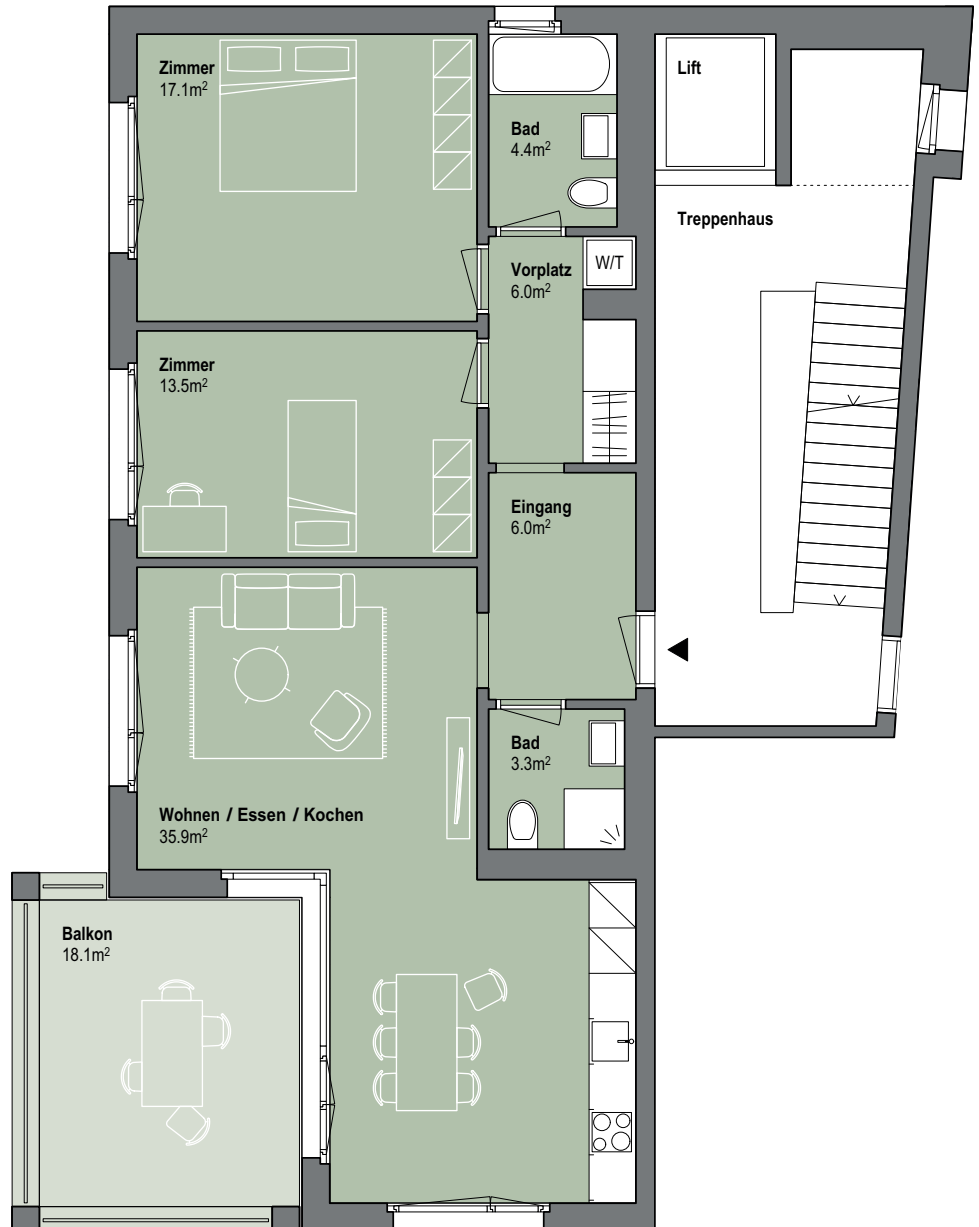 Zimmer
17.1m²
Bad
4.4m²
Lift
Treppenhaus
Vorplatz
6.0m²
W/T
Zimmer
13.5m²
Eingang
6.0m²
Bad
3.3m²
Wohnen / Essen / Kochen
35.9m²
Balkon
18.1m²